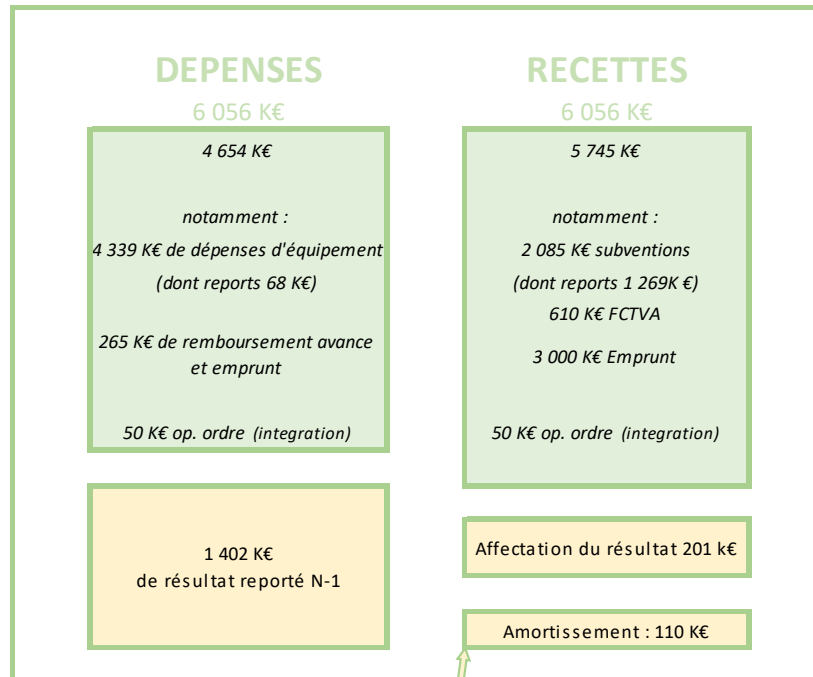 DEPENSES
6 056 K€
4 654 K€
notamment :
4 339 K€ de dépenses d'équipement
(dont reports 68 K€)
265 K€ de remboursement avance
et emprunt
50 K€ op. ordre (integration)
1 402 K€
de résultat reporté N-1
RECETTES
6 056 K€
5 745 K€
notamment :
2 085 K€ subventions
(dont reports 1 269K €)
610 K€ FCTVA
3 000 K€ Emprunt
50 K€ op. ordre (integration)
Affectation du résultat 201 k€
Amortissement : 110 K€